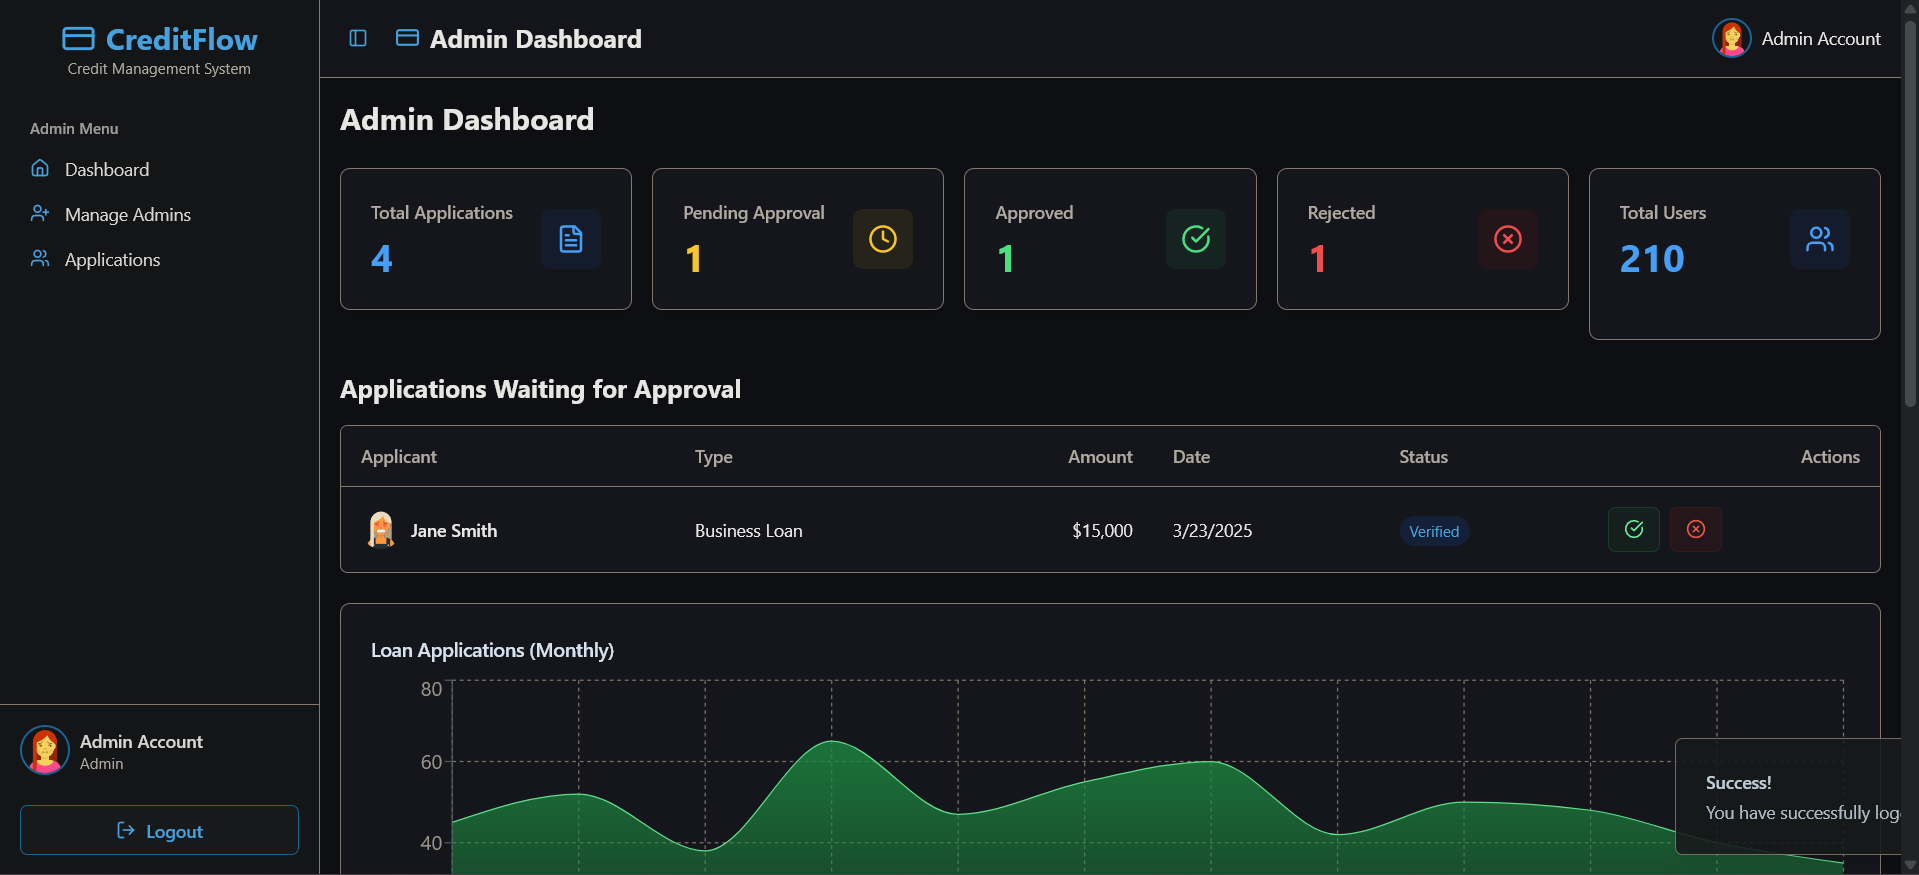 CreditFlow
Credit Management System
Admin Menu
Dashboard
Manage Admins
Applications
Admin Account
Admin
Logout
Admin Dashboard
Admin Account
Admin Dashboard
Total Applications
4
Pending Approval
1
Approved
1
Rejected
1
Total Users
210
Applications Waiting for Approval
Applicant Type Amount Date Status Actions
Jane Smith Business Loan $15,000 3/23/2025 Verified
Loan Applications (Monthly)
80
60
40
Success!
You have successfully